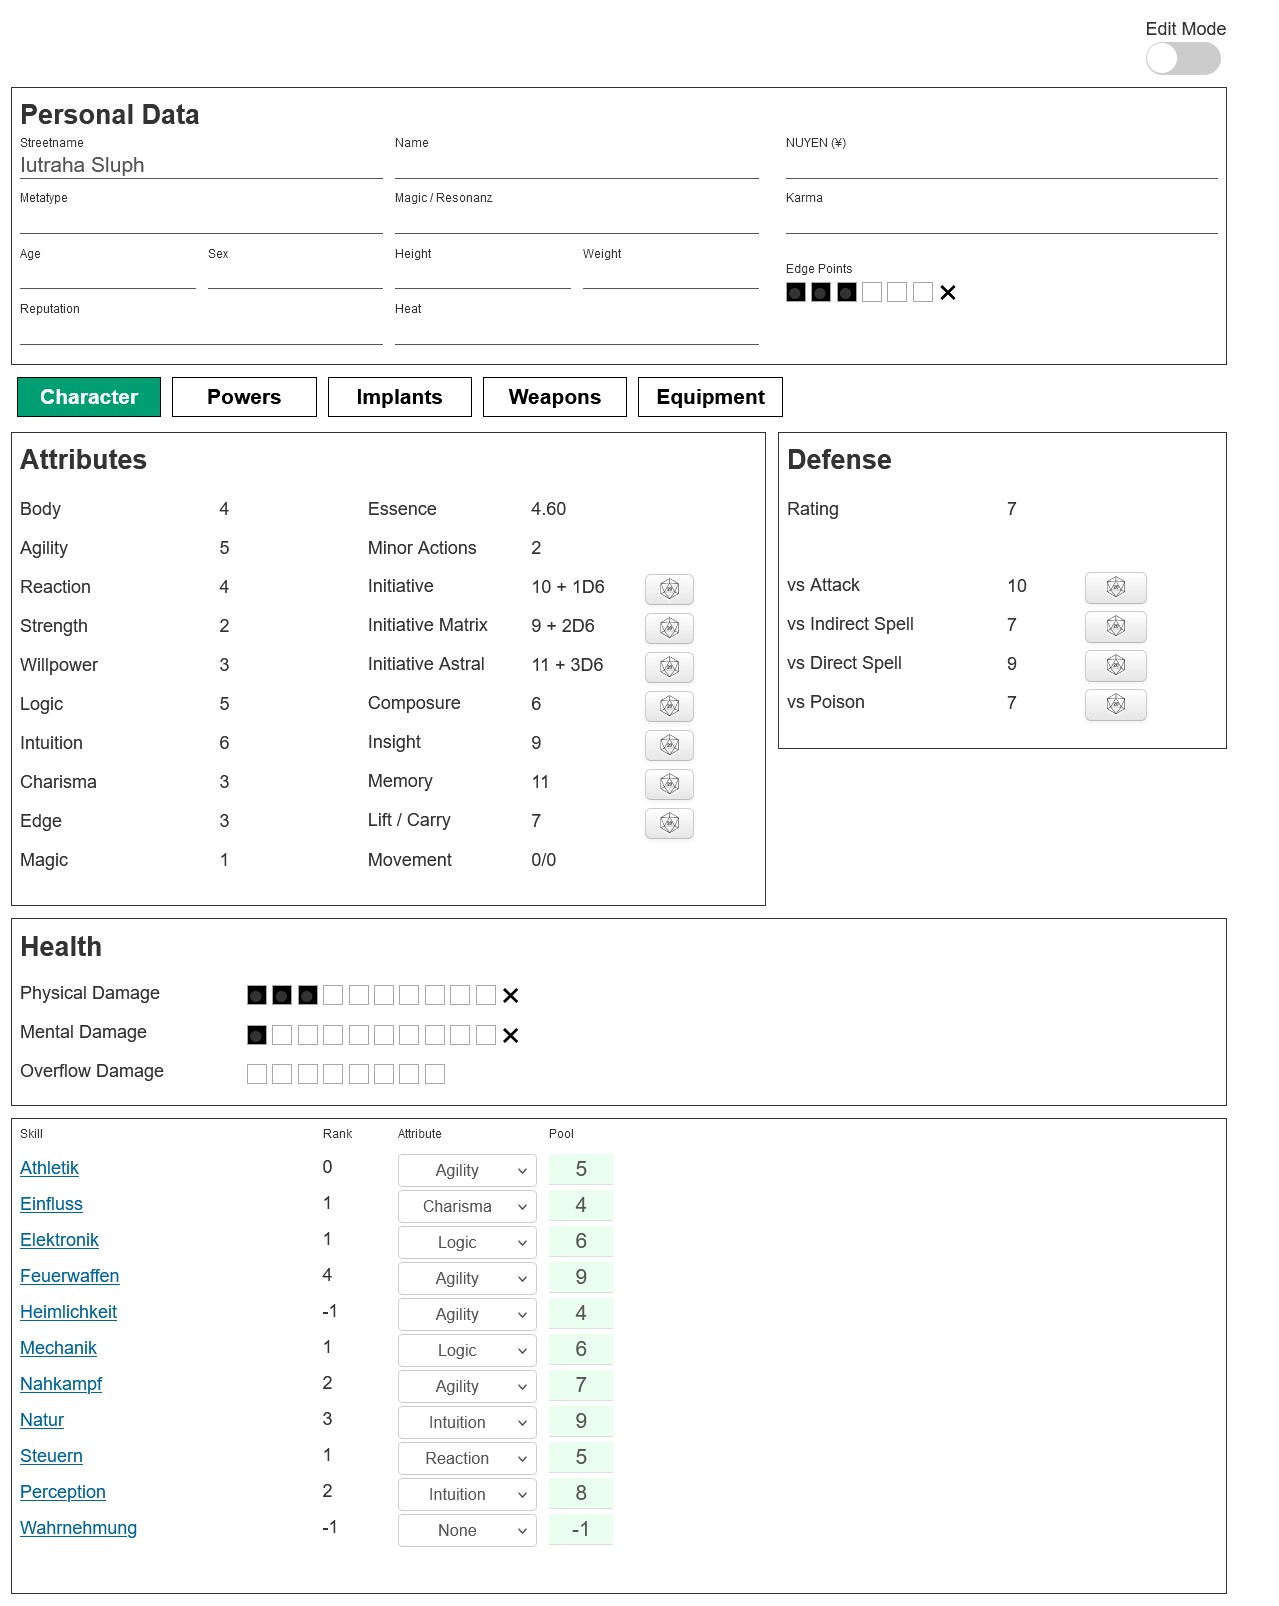 Edit Mode
Personal Data
Streetname Name NUYEN (¥)
Iutraha Sluph
Metatype Magic / Resonanz Karma
Age Sex Height Weight
Edge Points
Reputation Heat
Character Powers Implants Weapons Equipment
Attributes
Body 4 Essence 4.60
Agility 5 Minor Actions 2
Reaction 4 Initiative 10 + 1D6
Strength 2 Initiative Matrix 9 + 2D6
Willpower 3 Initiative Astral 11 + 3D6
Logic 5 Composure 6
Intuition 6 Insight 9
Charisma 3 Memory 11
Edge 3 Lift / Carry 7
Magic 1 Movement 0/0
Defense
Rating 7
vs Attack 10
vs Indirect Spell 7
vs Direct Spell 9
vs Poison 7
Health
Physical Damage
Mental Damage
Overflow Damage
Skill Rank Attribute Pool
Athletik 0 Agility 5
Einfluss 1 Charisma 4
Elektronik 1 Logic 6
Feuerwaffen 4 Agility 9
Heimlichkeit -1 Agility 4
Mechanik 1 Logic 6
Nahkampf 2 Agility 7
Natur 3 Intuition 9
Steuern 1 Reaction 5
Perception 2 Intuition 8
Wahrnehmung -1 None -1